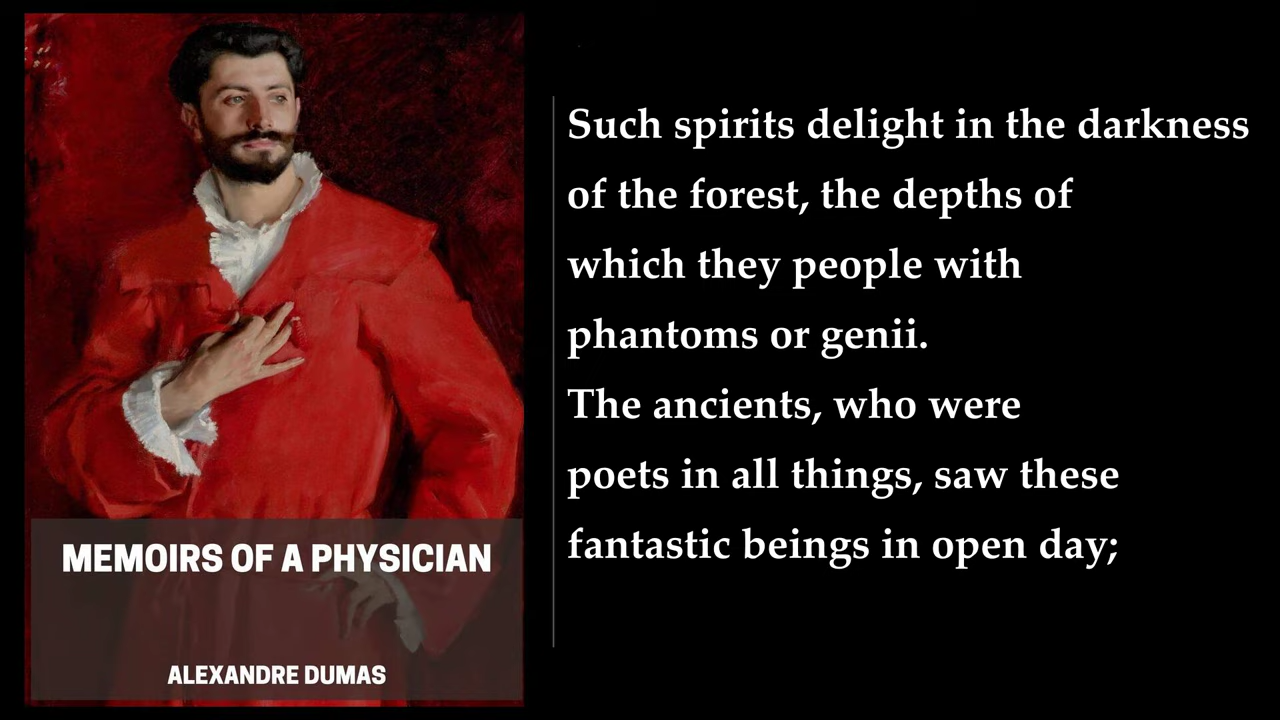 MEMOIRS OF A PHYSICIAN
ALEXANDRE DUMAS
Such spirits delight in the darkness
of the forest, the depths of
which they people with
phantoms or genii.
The ancients, who were
poets in all things, saw these
fantastic beings in open day;